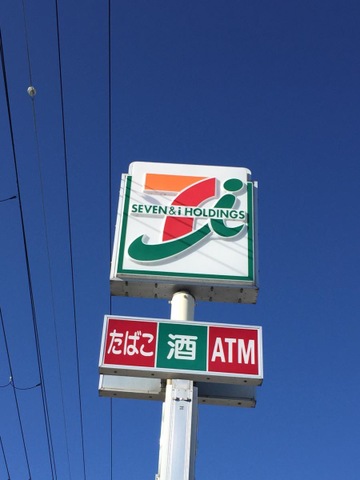 SEVEN&i HOLDINGS
たばこ 酒 ATM